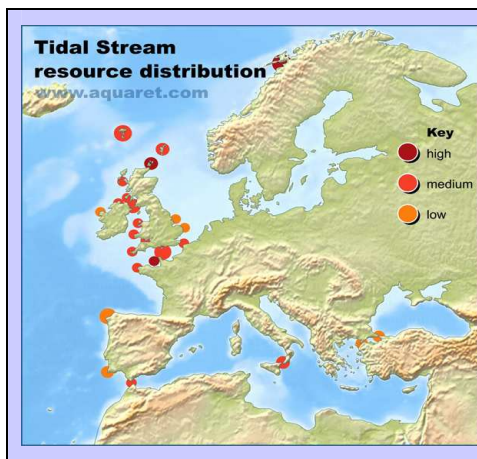 Tidal Stream
resource distribution
www.aquaret.com
Key
high
medium
low